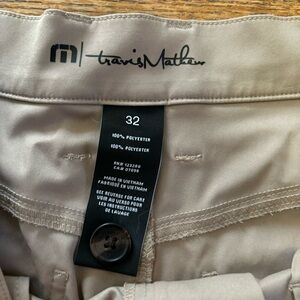 m travisMathew
32
100% POLYESTER
100% POLYESTER
MADE IN VIETNAM
FABRIQUÉ EN VIETNAM
SEE REVERSE FOR CARE
VOIR AU VERSO POUR
LES INSTRUCTIONS
DE LAVAGE